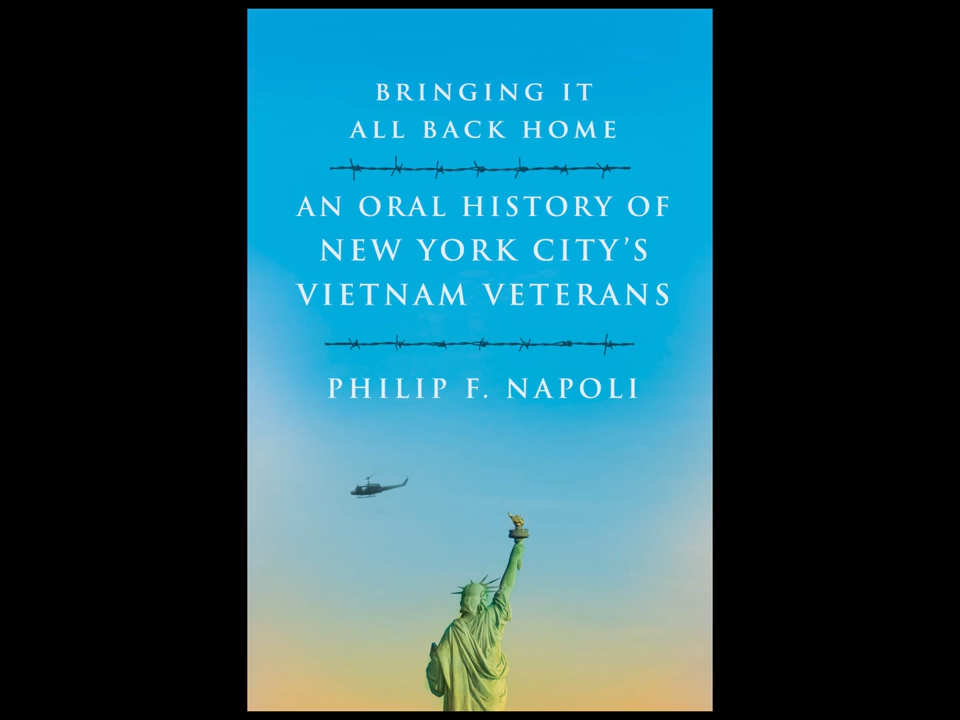 BRINGING IT
ALL BACK HOME
AN ORAL HISTORY OF
NEW YORK CITY’S
VIETNAM VETERANS
PHILIP F. NAPOLI